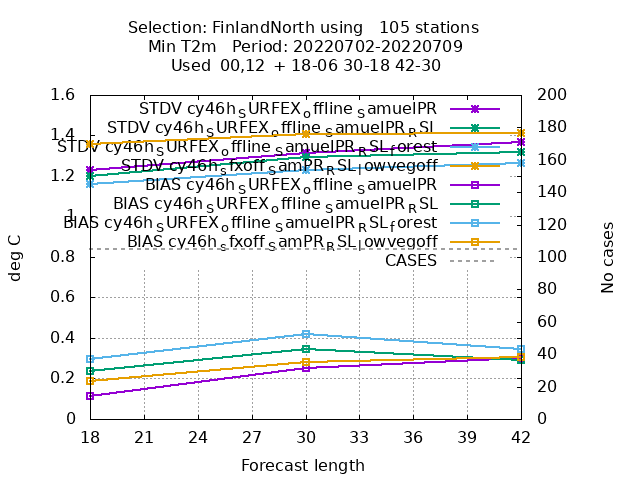 Selection: FinlandNorth using   105 stations
Min T2m   Period: 20220702-20220709
Used  00,12  + 18-06 30-18 42-30
1.6
1.4
1.2
1
0.8
0.6
0.4
0.2
0
deg C
STDV cy46h_SURFEX_offline_SamuelPR
STDV cy46h_SURFEX_offline_SamuelPR_RSL
STDV cy46h_SURFEX_offline_SamuelPR_RSL_forest
STDV cy46h_sfxoff_SamPR_RSL_lowvegoff
BIAS cy46h_SURFEX_offline_SamuelPR
BIAS cy46h_SURFEX_offline_SamuelPR_RSL
BIAS cy46h_SURFEX_offline_SamuelPR_RSL_forest
BIAS cy46h_sfxoff_SamPR_RSL_lowvegoff
CASES
200
180
160
140
120
100
80
60
40
20
0
No cases
18 21 24 27 30 33 36 39 42
Forecast length